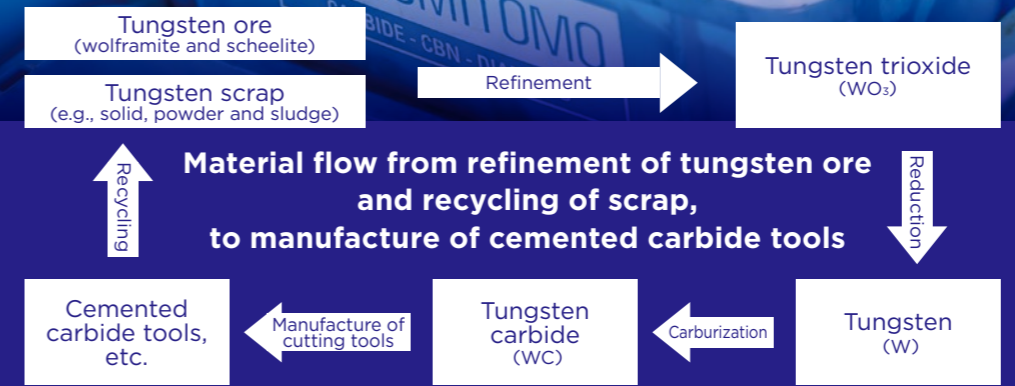 Tungsten ore
(wolframite and scheelite)
Tungsten scrap
(e.g., solid, powder and sludge)
Refinement
Tungsten trioxide
(WO₃)
Material flow from refinement of tungsten ore
and recycling of scrap,
to manufacture of cemented carbide tools
Recycling
Reduction
Cemented
carbide tools,
etc.
Manufacture of
cutting tools
Tungsten
carbide
(WC)
Carburization
Tungsten
(W)